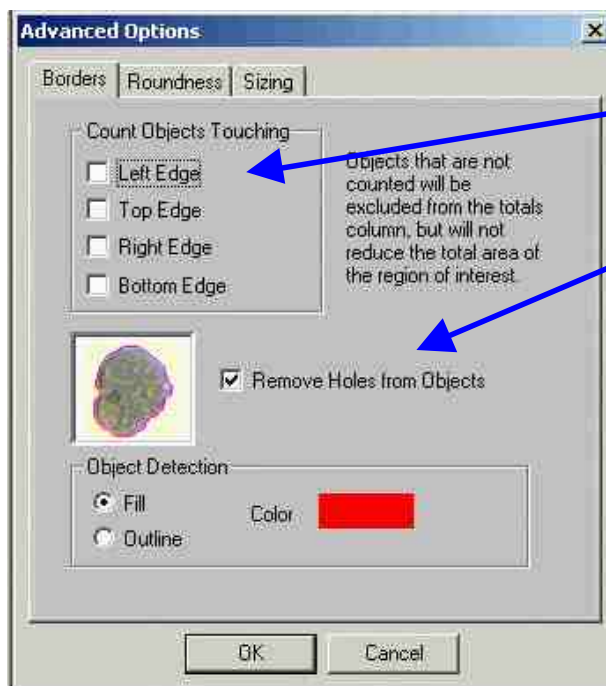 Advanced Options
Borders
Roundness
Sizing
Count Objects Touching
Left Edge
Top Edge
Right Edge
Bottom Edge
Objects that are not
counted will be
excluded from the totals
column, but will not
reduce the total area of
the region of interest.
Remove Holes from Objects
Object Detection
Fill
Outline
Color
OK
Cancel